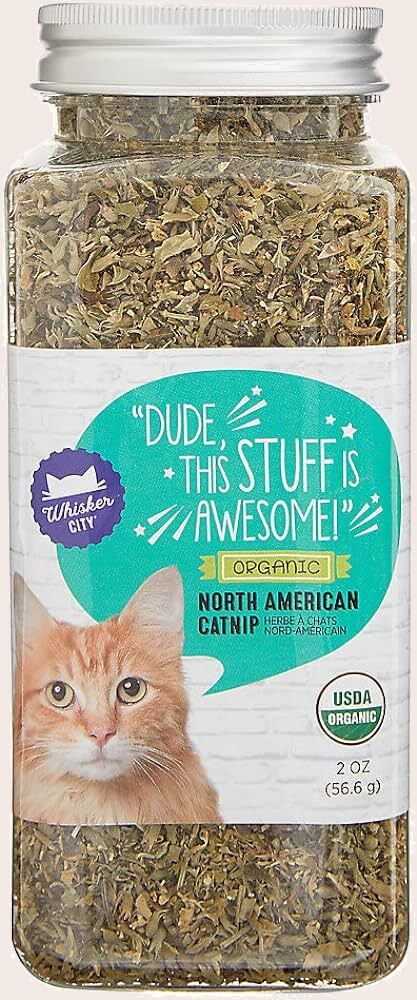 "DUDE,
THIS STUFF IS
AWESOME!"
Whisker
CITY
ORGANIC
NORTH AMERICAN
CATNIP HERBE À CHATS
NORD-AMÉRICAIN
USDA
ORGANIC
2 OZ
(56.6 g)